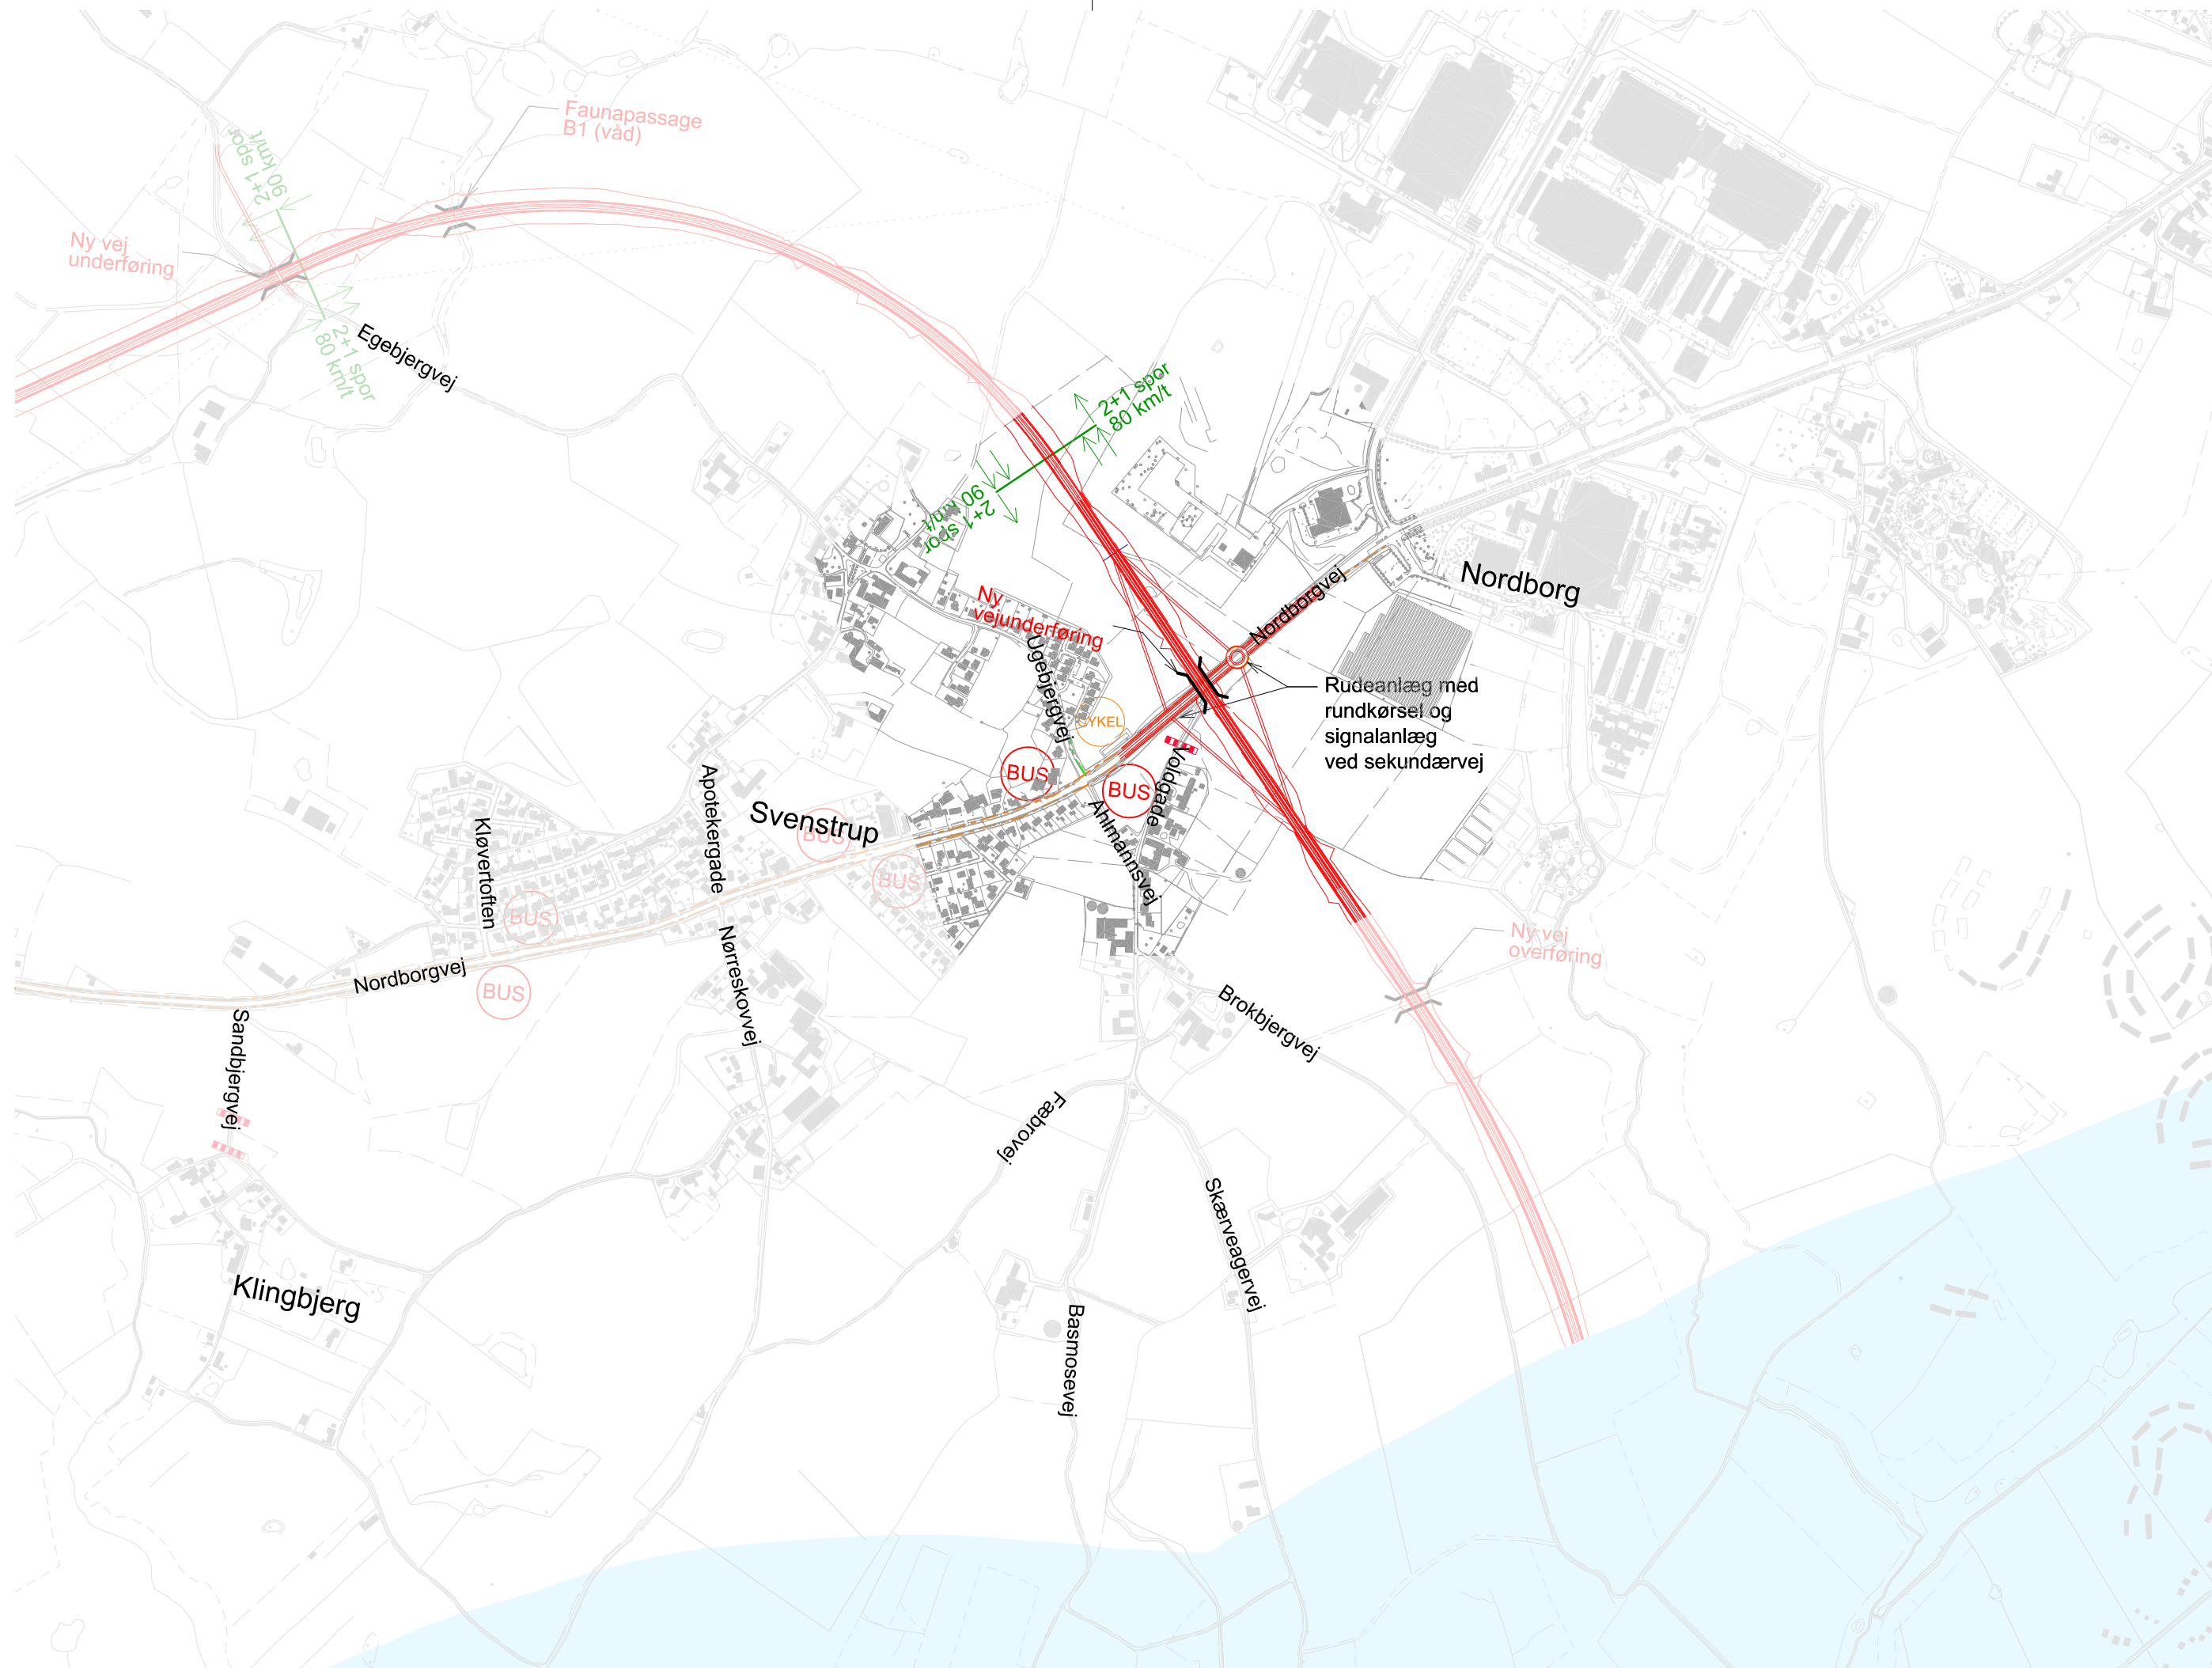 Faunapassage
B1 (våd)
2+1 spor
90 km/t
Ny vej
underføring
2+1 spor
80 km/t
Egebjergvej
2+1 spor
80 km/t
2+1 spor
90 km/t
Ny
vejunderføring
Nordborgvej
Nordborg
Ugebjergvej
CYKEL
Rudeanlæg med
rundkørsel og
signalanlæg
ved sekundærvej
BUS
BUS
Voldgade
Ahlmannsvej
Svenstrup
BUS
BUS
Apotekergade
Kløvertoften
BUS
BUS
Nordborgvej
Nørreskovvej
Ny vej
overføring
Brokbjergvej
Sandbjergvej
Fæbrovej
Skærveagervej
Klingbjerg
Basmosevej